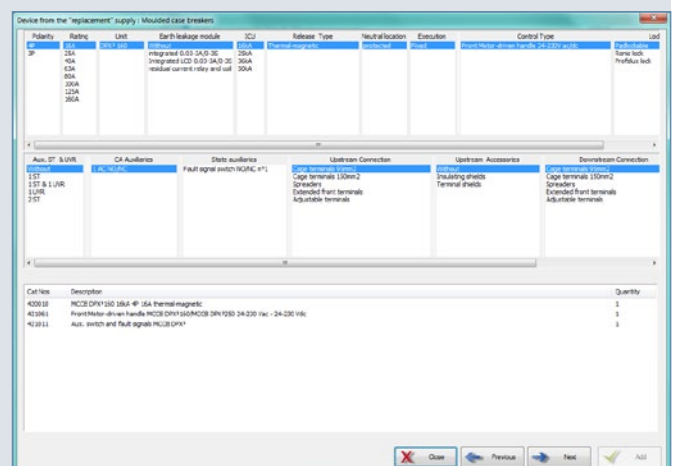 Device from the "replacement" supply : Moulded case breakers
Polarity Rating Unit Earth leakage module ICU Release Type Neutral location Execution Control Type Lod
4P 16A DPX³ 160 Without 16kA Thermal-magnetic protected Fixed Front Motor-driven handle 24-230V ac/dc Padlockable
3P 25A integrated 0.03-3A/0-3S 25kA Ronis lock
40A Integrated LCD 0.03-3A/0-3S 36kA Profalux lock
63A residual current relay and coil 50kA
80A
100A
125A
160A
Aux. ST & UVR CA Auxiliaries State auxiliaries Upstream Connection Upstream Accessories Downstream Connection
Without 1 AC NO/NC Fault signal switch NO/NC n°1 Cage terminals 95mm2 Without Cage terminals 95mm2
1 ST Cage terminals 150mm2 Insulating shields Cage terminals 150mm2
1 ST & 1 UVR Spreaders Terminal shields Spreaders
1 UVR Extended front terminals Extended front terminals
2 ST Adjustable terminals Adjustable terminals
Cat Nos Description Quantity
420010 MCCB DPX³160 16kA 4P 16A thermal-magnetic 1
421061 Front Motor-driven handle MCCB DPX³160/MCCB DPX³250 24-230 Vac - 24-230 Vdc 1
421011 Aux. switch and fault signals MCCB DPX³ 1
Close Previous Next Add